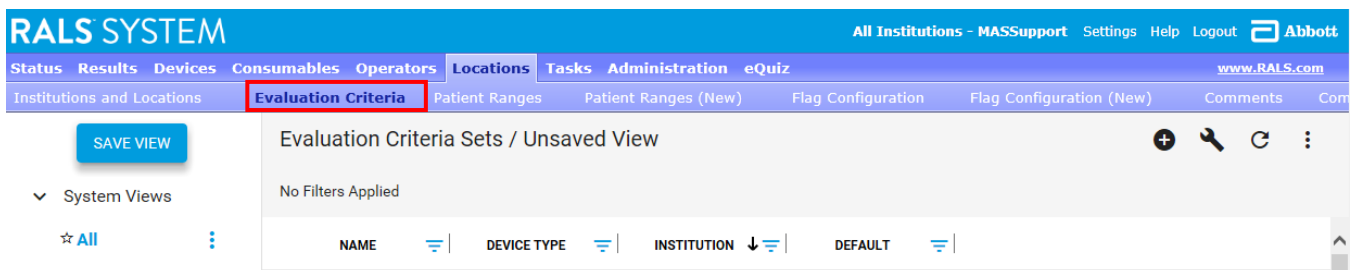 RALS SYSTEM All Institutions - MASSupport Settings Help Logout Abbott
Status Results Devices Consumables Operators Locations Tasks Administration eQuiz www.RALS.com
Institutions and Locations Evaluation Criteria Patient Ranges Patient Ranges (New) Flag Configuration Flag Configuration (New) Comments Com
SAVE VIEW Evaluation Criteria Sets / Unsaved View
System Views No Filters Applied
All NAME DEVICE TYPE INSTITUTION DEFAULT